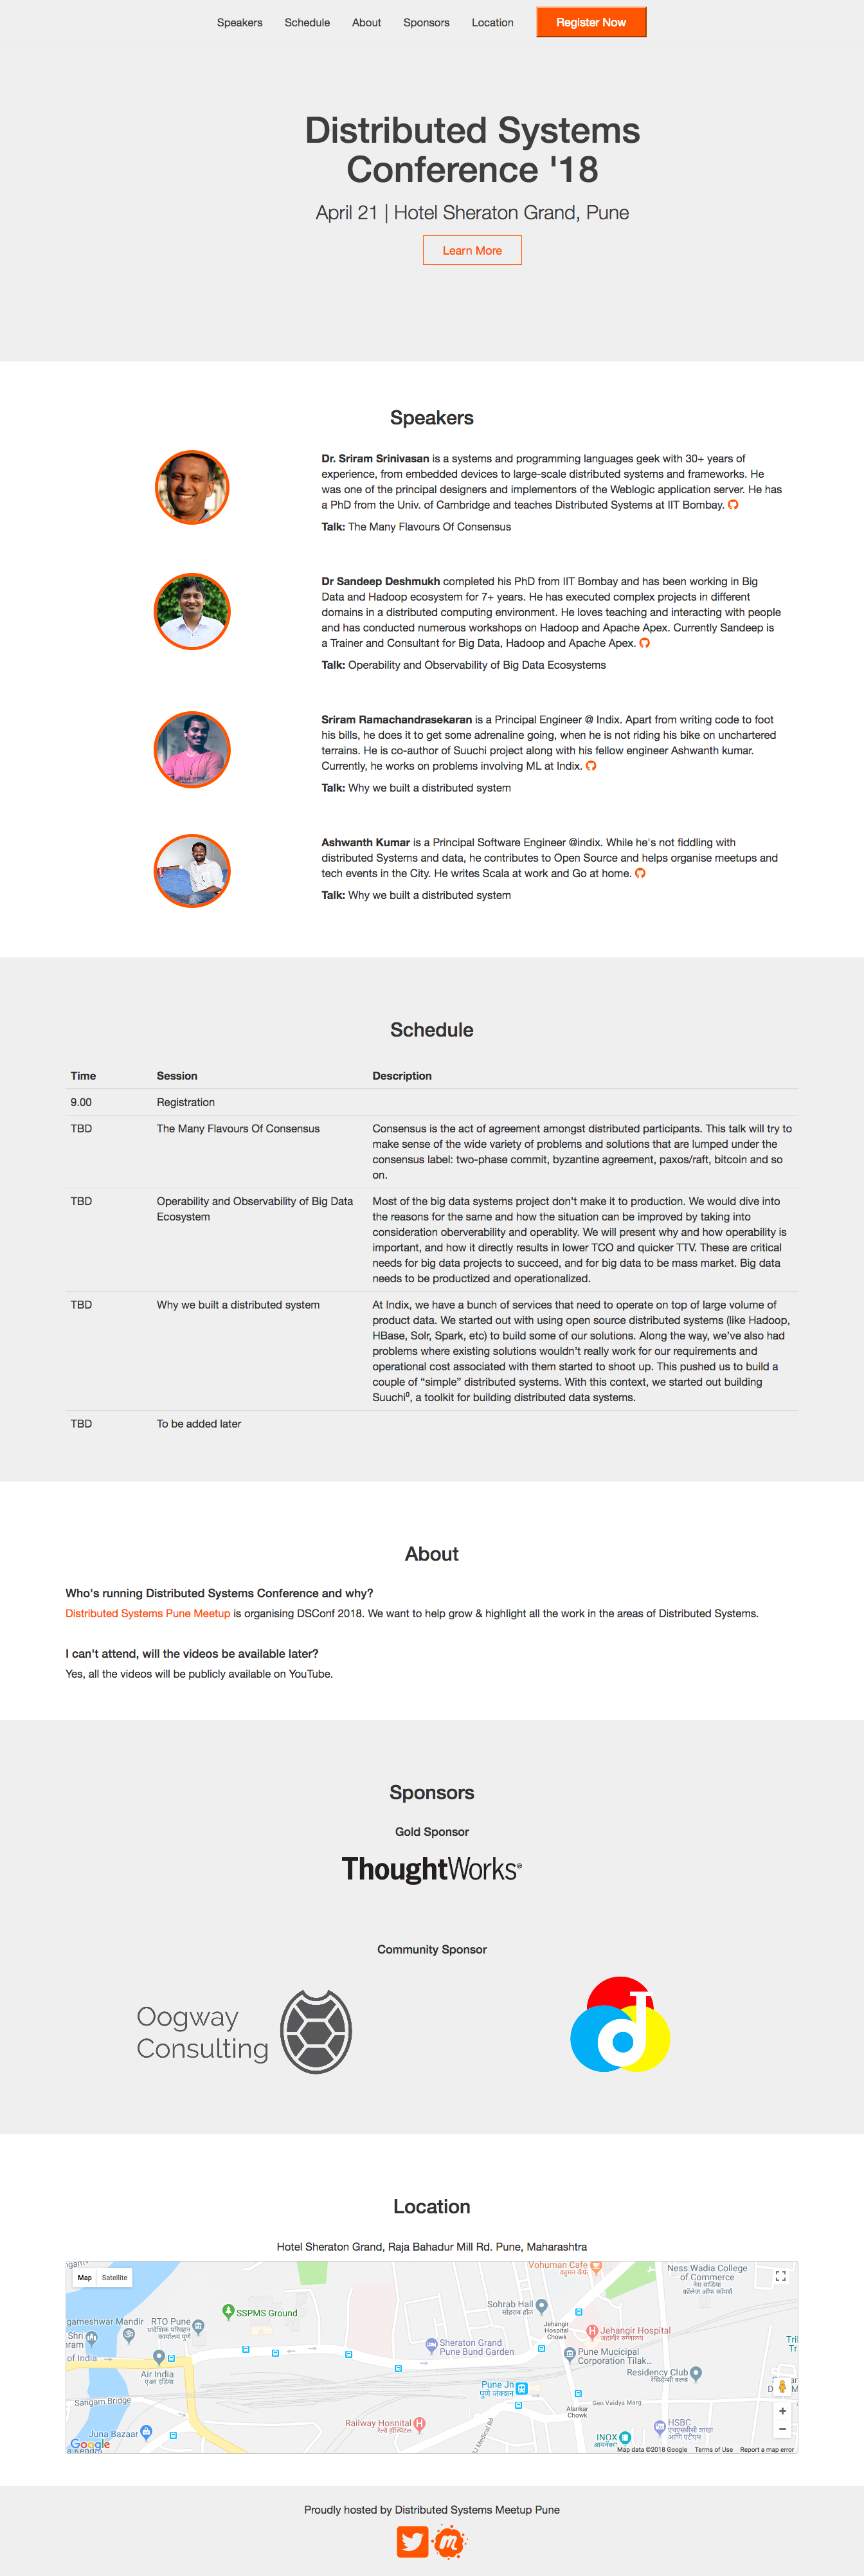 Speakers
Schedule
About
Sponsors
Location
Register Now
Distributed Systems
Conference '18
April 21 | Hotel Sheraton Grand, Pune
Learn More
Speakers
Dr. Sriram Srinivasan is a systems and programming languages geek with 30+ years of
experience, from embedded devices to large-scale distributed systems and frameworks. He
was one of the principal designers and implementors of the Weblogic application server. He has
a PhD from the Univ. of Cambridge and teaches Distributed Systems at IIT Bombay.
Talk: The Many Flavours Of Consensus
Dr Sandeep Deshmukh completed his PhD from IIT Bombay and has been working in Big
Data and Hadoop ecosystem for 7+ years. He has executed complex projects in different
domains in a distributed computing environment. He loves teaching and interacting with people
and has conducted numerous workshops on Hadoop and Apache Apex. Currently Sandeep is
a Trainer and Consultant for Big Data, Hadoop and Apache Apex.
Talk: Operability and Observability of Big Data Ecosystems
Sriram Ramachandrasekaran is a Principal Engineer @ Indix. Apart from writing code to foot
his bills, he does it to get some adrenaline going, when he is not riding his bike on unchartered
terrains. He is co-author of Suuchi project along with his fellow engineer Ashwanth kumar.
Currently, he works on problems involving ML at Indix.
Talk: Why we built a distributed system
Ashwanth Kumar is a Principal Software Engineer @indix. While he's not fiddling with
distributed Systems and data, he contributes to Open Source and helps organise meetups and
tech events in the City. He writes Scala at work and Go at home.
Talk: Why we built a distributed system
Schedule
Time Session Description
9.00 Registration
TBD The Many Flavours Of Consensus
Consensus is the act of agreement amongst distributed participants. This talk will try to
make sense of the wide variety of problems and solutions that are lumped under the
consensus label: two-phase commit, byzantine agreement, paxos/raft, bitcoin and so
on.
TBD Operability and Observability of Big Data
Ecosystem
Most of the big data systems project don't make it to production. We would dive into
the reasons for the same and how the situation can be improved by taking into
consideration oberverability and operablity. We will present why and how operability is
important, and how it directly results in lower TCO and quicker TTV. These are critical
needs for big data projects to succeed, and for big data to be mass market. Big data
needs to be productized and operationalized.
TBD Why we built a distributed system
At Indix, we have a bunch of services that need to operate on top of large volume of
product data. We started out with using open source distributed systems (like Hadoop,
HBase, Solr, Spark, etc) to build some of our solutions. Along the way, we've also had
problems where existing solutions wouldn't really work for our requirements and
operational cost associated with them started to shoot up. This pushed us to build a
couple of “simple” distributed systems. With this context, we started out building
Suuchi⁰, a toolkit for building distributed data systems.
TBD To be added later
About
Who's running Distributed Systems Conference and why?
Distributed Systems Pune Meetup is organising DSConf 2018. We want to help grow & highlight all the work in the areas of Distributed Systems.
I can't attend, will the videos be available later?
Yes, all the videos will be publicly available on YouTube.
Sponsors
Gold Sponsor
ThoughtWorks®
Community Sponsor
Oogway
Consulting
d
Location
Hotel Sheraton Grand, Raja Bahadur Mill Rd. Pune, Maharashtra
Map
Satellite
Vohuman Cafe
वहुमन कॅफे
Ness Wadia College
of Commerce
नेस वाडिया
कॉलेज ऑफ कॉमर्स
SSPMS Ground
Sohrab Hall
सोहराब हॉल
gameshwar Mandir
RTO Pune
प्रादेशिक परिवहन
कार्यालय पुणे
Jehangir
Hospital
Chowk
Jehangir Hospital
जहांगीर रुग्णालय
Shri
ram
of India
Sheraton Grand
Pune Bund Garden
Pune Mucicipal
Corporation Tilak...
Air India
एअर इंडिया
Residency Club
रेसिडेन्सी क्लब
Pune Jn
पुणे जंक्शन
Sangam Bridge
Alankar
Chowk
Gen Vaidya Marg
Railway Hospital
रेल्वे हॉस्पिटल
Juna Bazaar
जुना बाजार
HSBC
एचएसबीसी शाखा
आणि एटीएम
INOX
आयनॉक्स
Google
Map data ©2018 Google
Terms of Use
Report a map error
Proudly hosted by Distributed Systems Meetup Pune
m